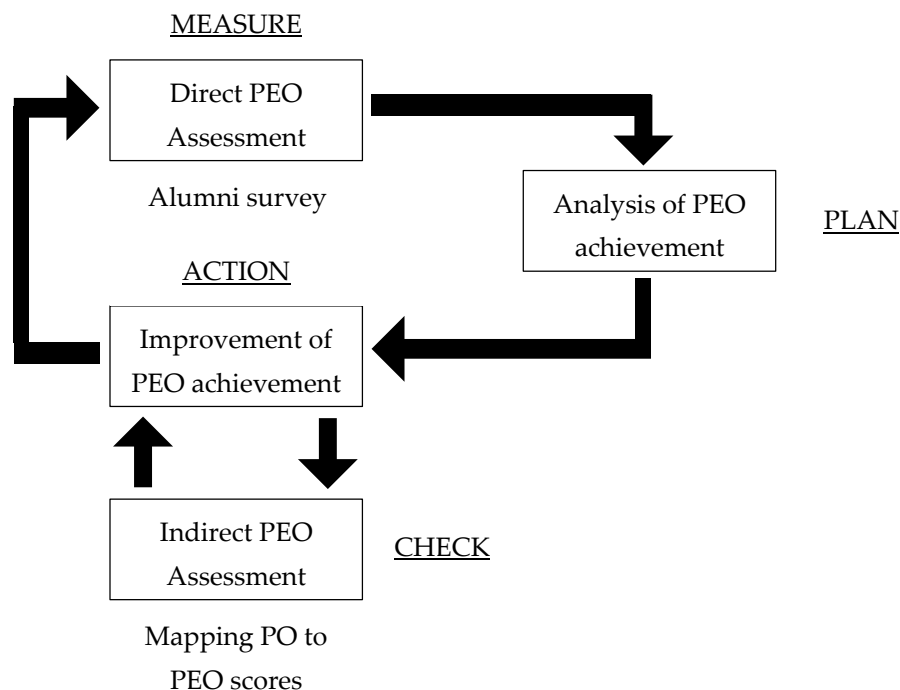 MEASURE
Direct PEO
Assessment
Alumni survey
Analysis of PEO
achievement
PLAN
ACTION
Improvement of
PEO achievement
Indirect PEO
Assessment
CHECK
Mapping PO to
PEO scores